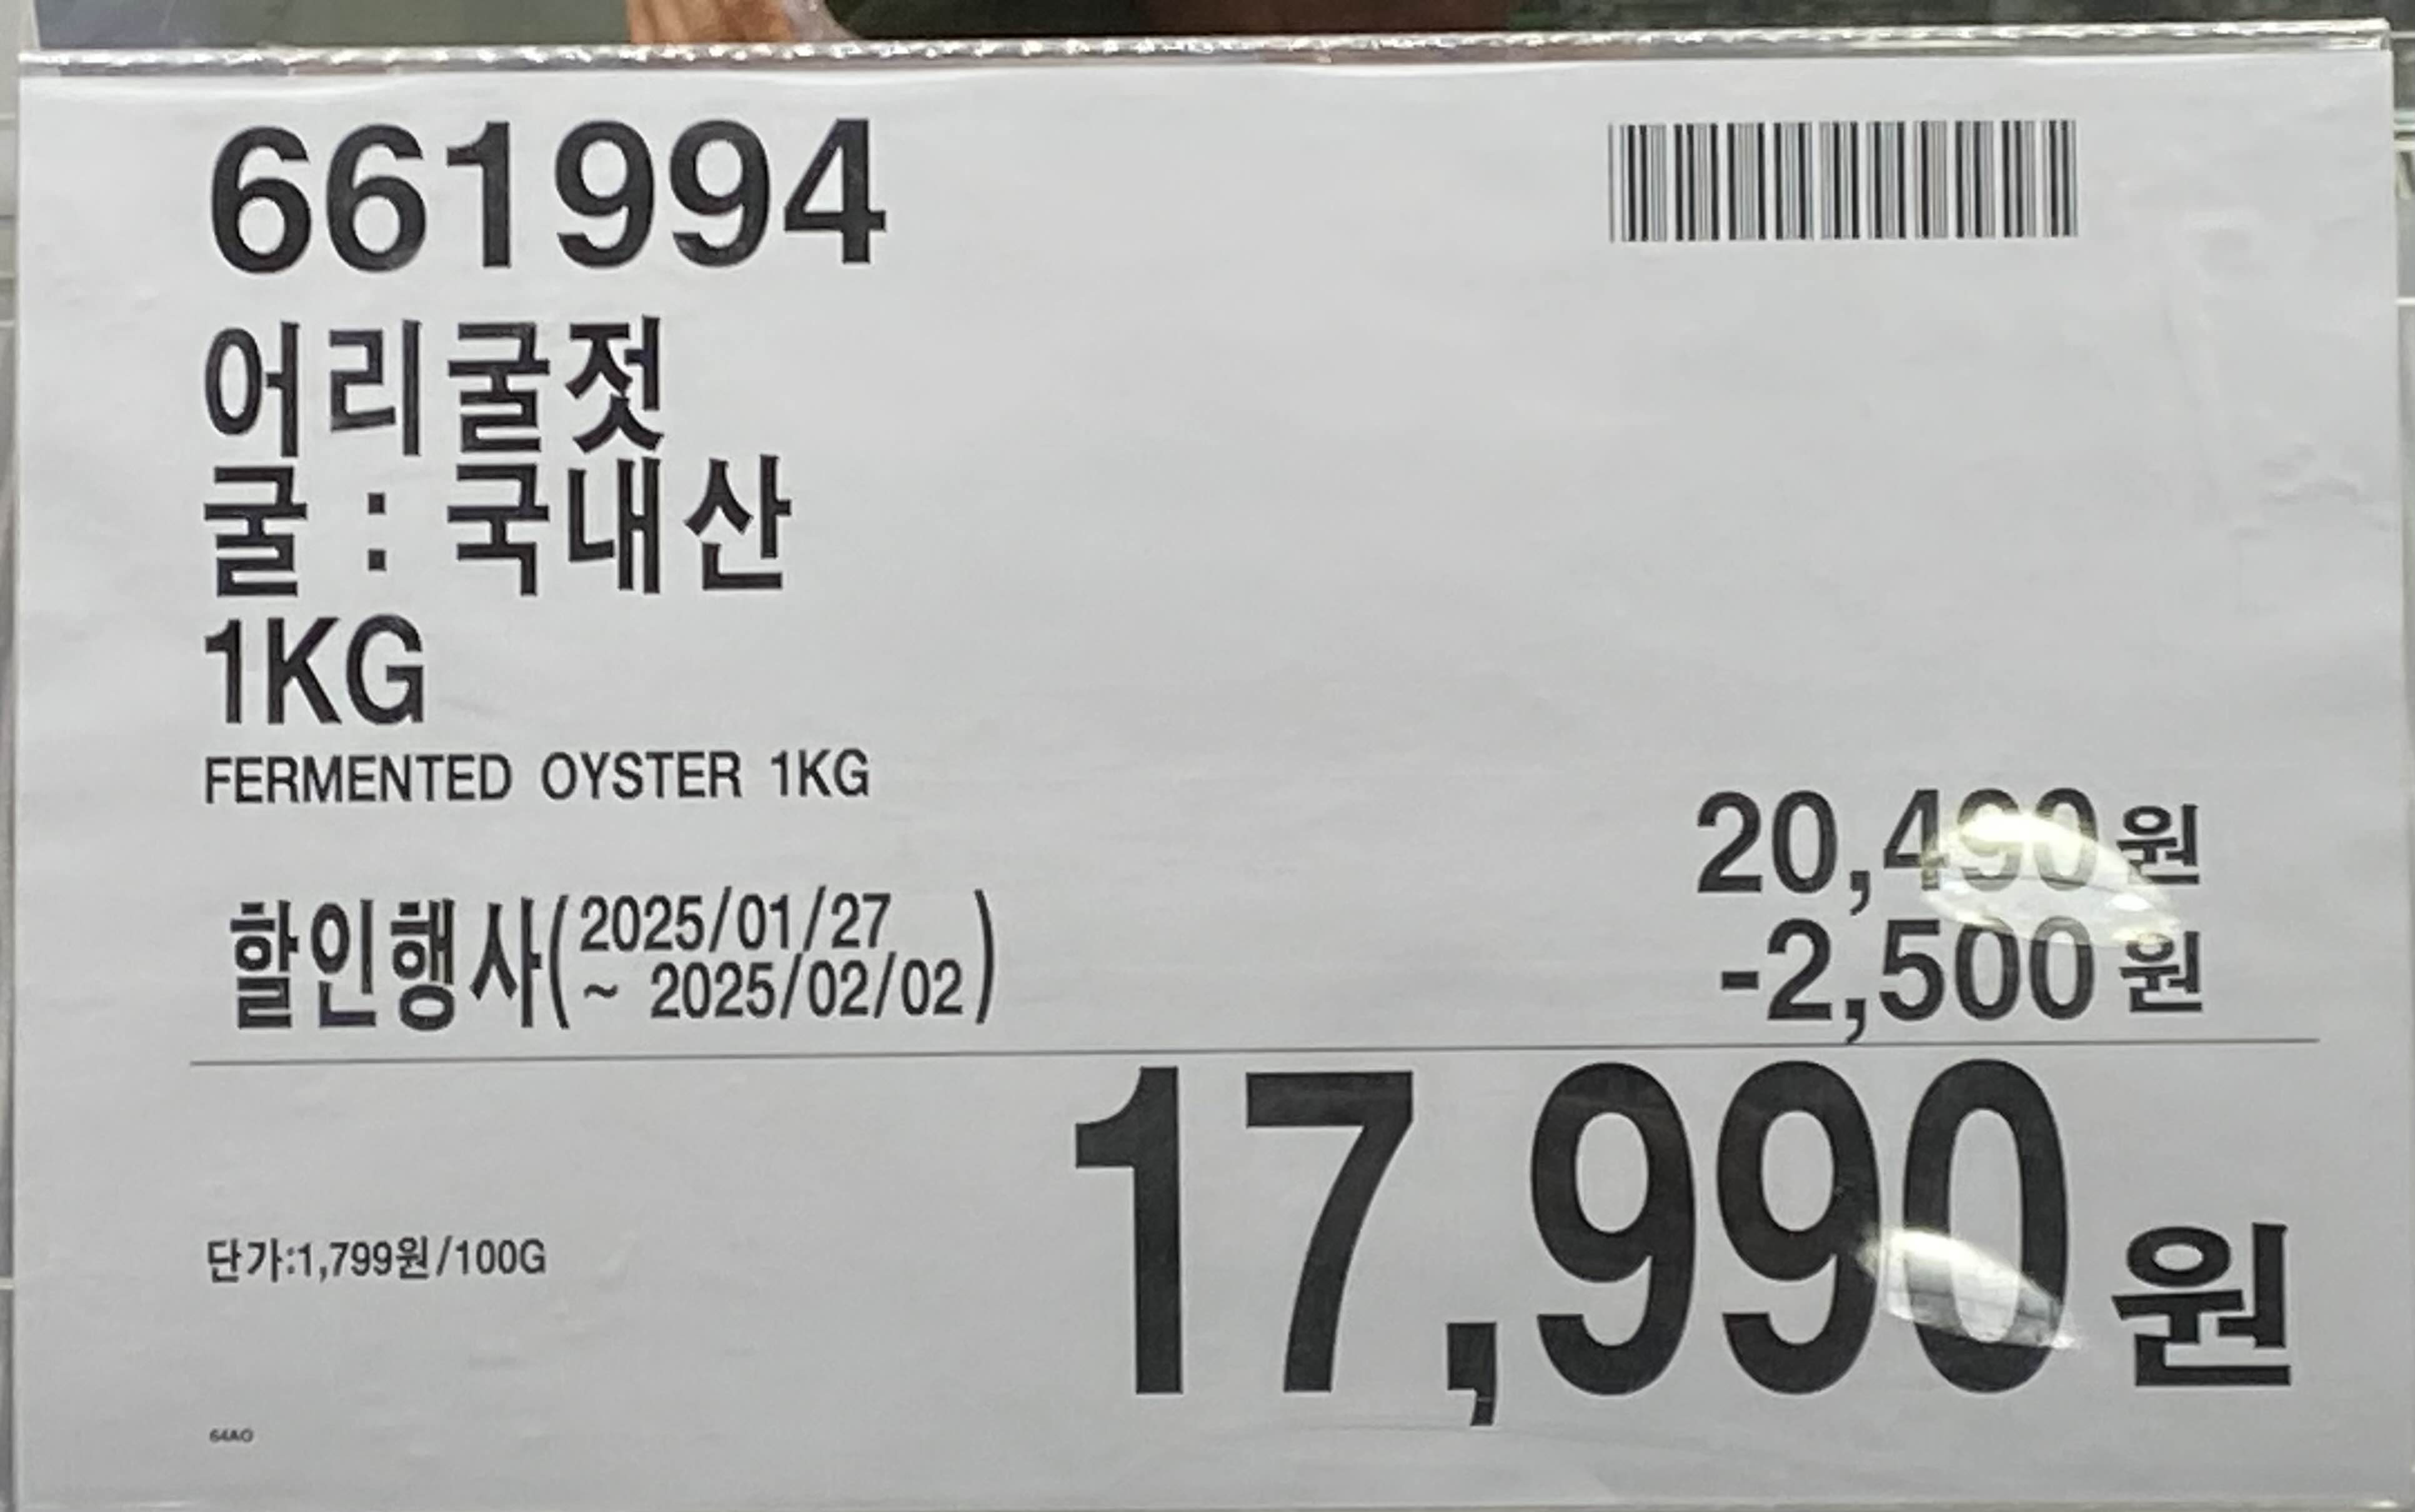 661994
어리굴젓
굴 : 국내산
1KG
FERMENTED OYSTER 1KG
20,490원
할인행사(2025/01/27
~ 2025/02/02)
-2,500원
17,990원
단가:1,799원/100G
64AO